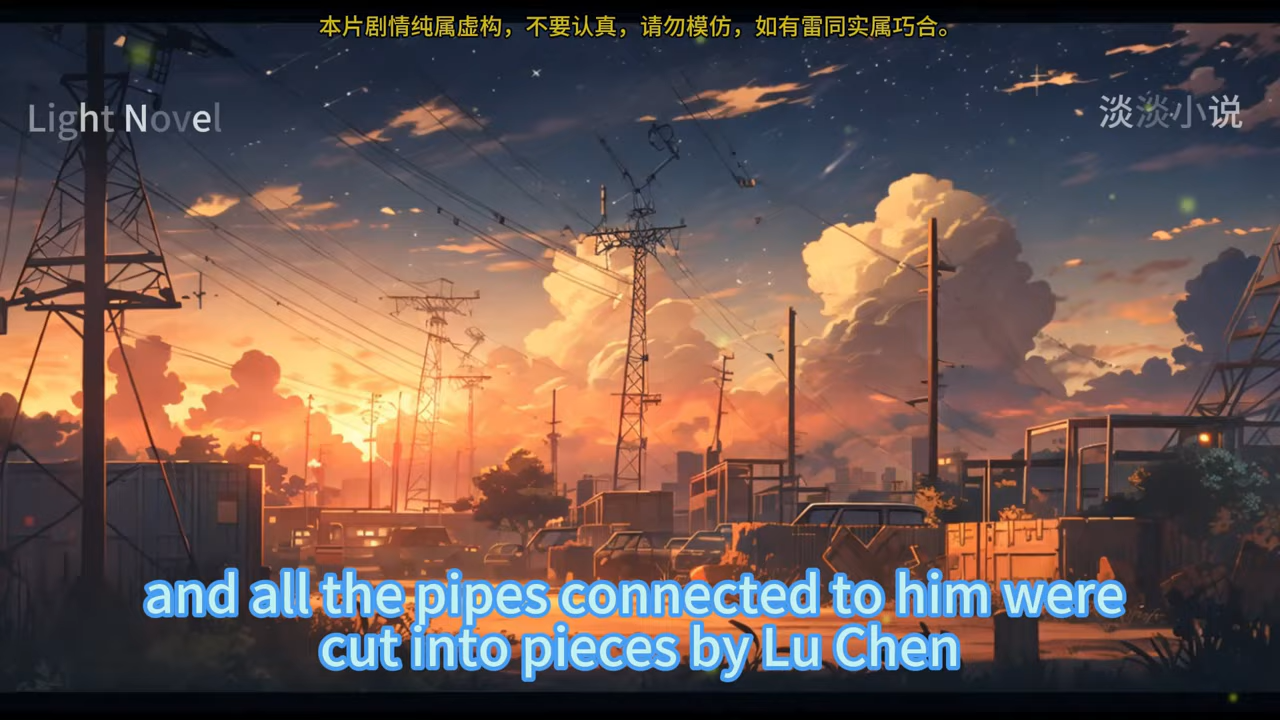 本片剧情纯属虚构，不要认真，请勿模仿，如有雷同实属巧合。
Light Novel
淡淡小说
and all the pipes connected to him were
cut into pieces by Lu Chen